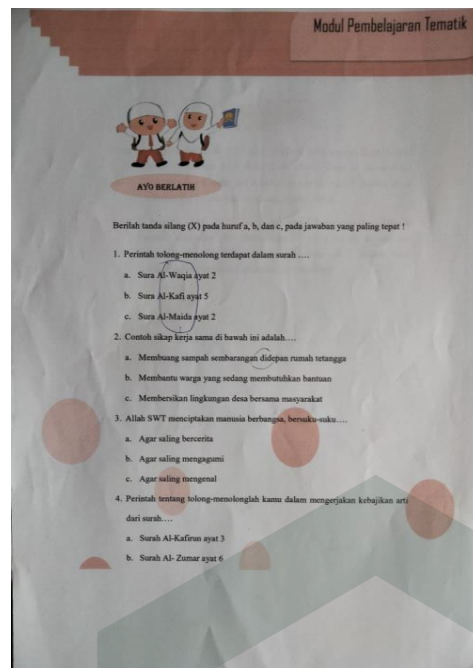 Modul Pembelajaran Tematik
AYO BERLATIH
Berilah tanda silang (X) pada huruf a, b, dan c, pada jawaban yang paling tepat !
1. Perintah tolong-menolong terdapat dalam surah ….
a. Sura Al-Waqia ayat 2
b. Sura Al-Kafi ayat 5
c. Sura Al-Maida ayat 2
2. Contoh sikap kerja sama di bawah ini adalah….
a. Membuang sampah sembarangan didepan rumah tetangga
b. Membantu warga yang sedang membutuhkan bantuan
c. Membersikan lingkungan desa bersama masyarakat
3. Allah SWT menciptakan manusia berbangsa, bersuku-suku….
a. Agar saling bercerita
b. Agar saling mengagumi
c. Agar saling mengenal
4. Perintah tentang tolong-menolonglah kamu dalam mengerjakan kebajikan arti
dari surah….
a. Surah Al-Kafirun ayat 3
b. Surah Al- Zumar ayat 6